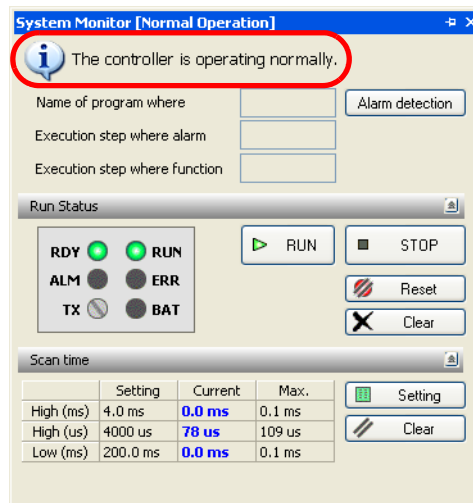 System Monitor [Normal Operation]
The controller is operating normally.
Name of program where
Alarm detection
Execution step where alarm
Execution step where function
Run Status
RDY RUN
ALM ERR
TX BAT
RUN
STOP
Reset
Clear
Scan time
Setting Current Max.
High (ms) 4.0 ms 0.0 ms 0.1 ms
High (us) 4000 us 78 us 109 us
Low (ms) 200.0 ms 0.0 ms 0.1 ms
Setting
Clear